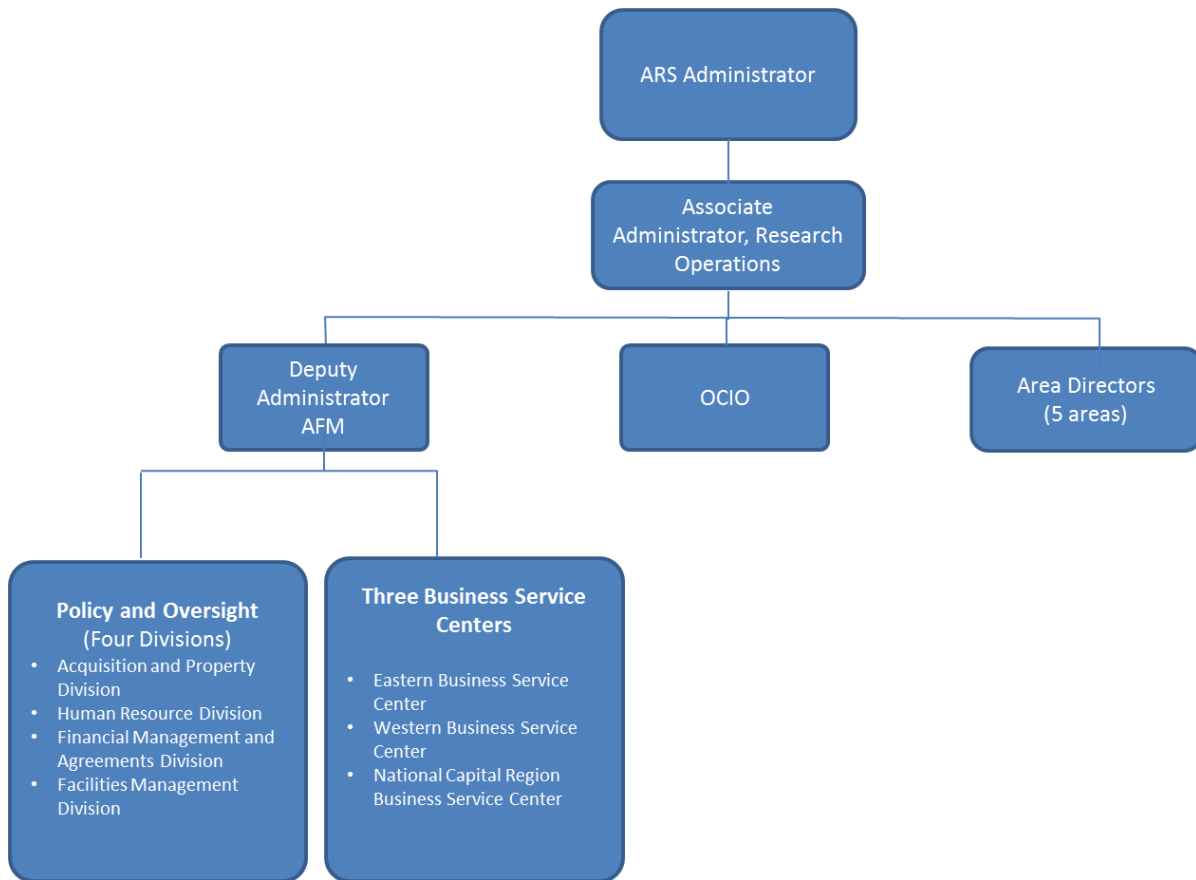 ARS Administrator
Associate
Administrator, Research
Operations
Deputy
Administrator
AFM
OCIO
Area Directors
(5 areas)
Policy and Oversight
(Four Divisions)
• Acquisition and Property
Division
• Human Resource Division
• Financial Management and
Agreements Division
• Facilities Management
Division
Three Business Service
Centers
• Eastern Business Service
Center
• Western Business Service
Center
• National Capital Region
Business Service Center